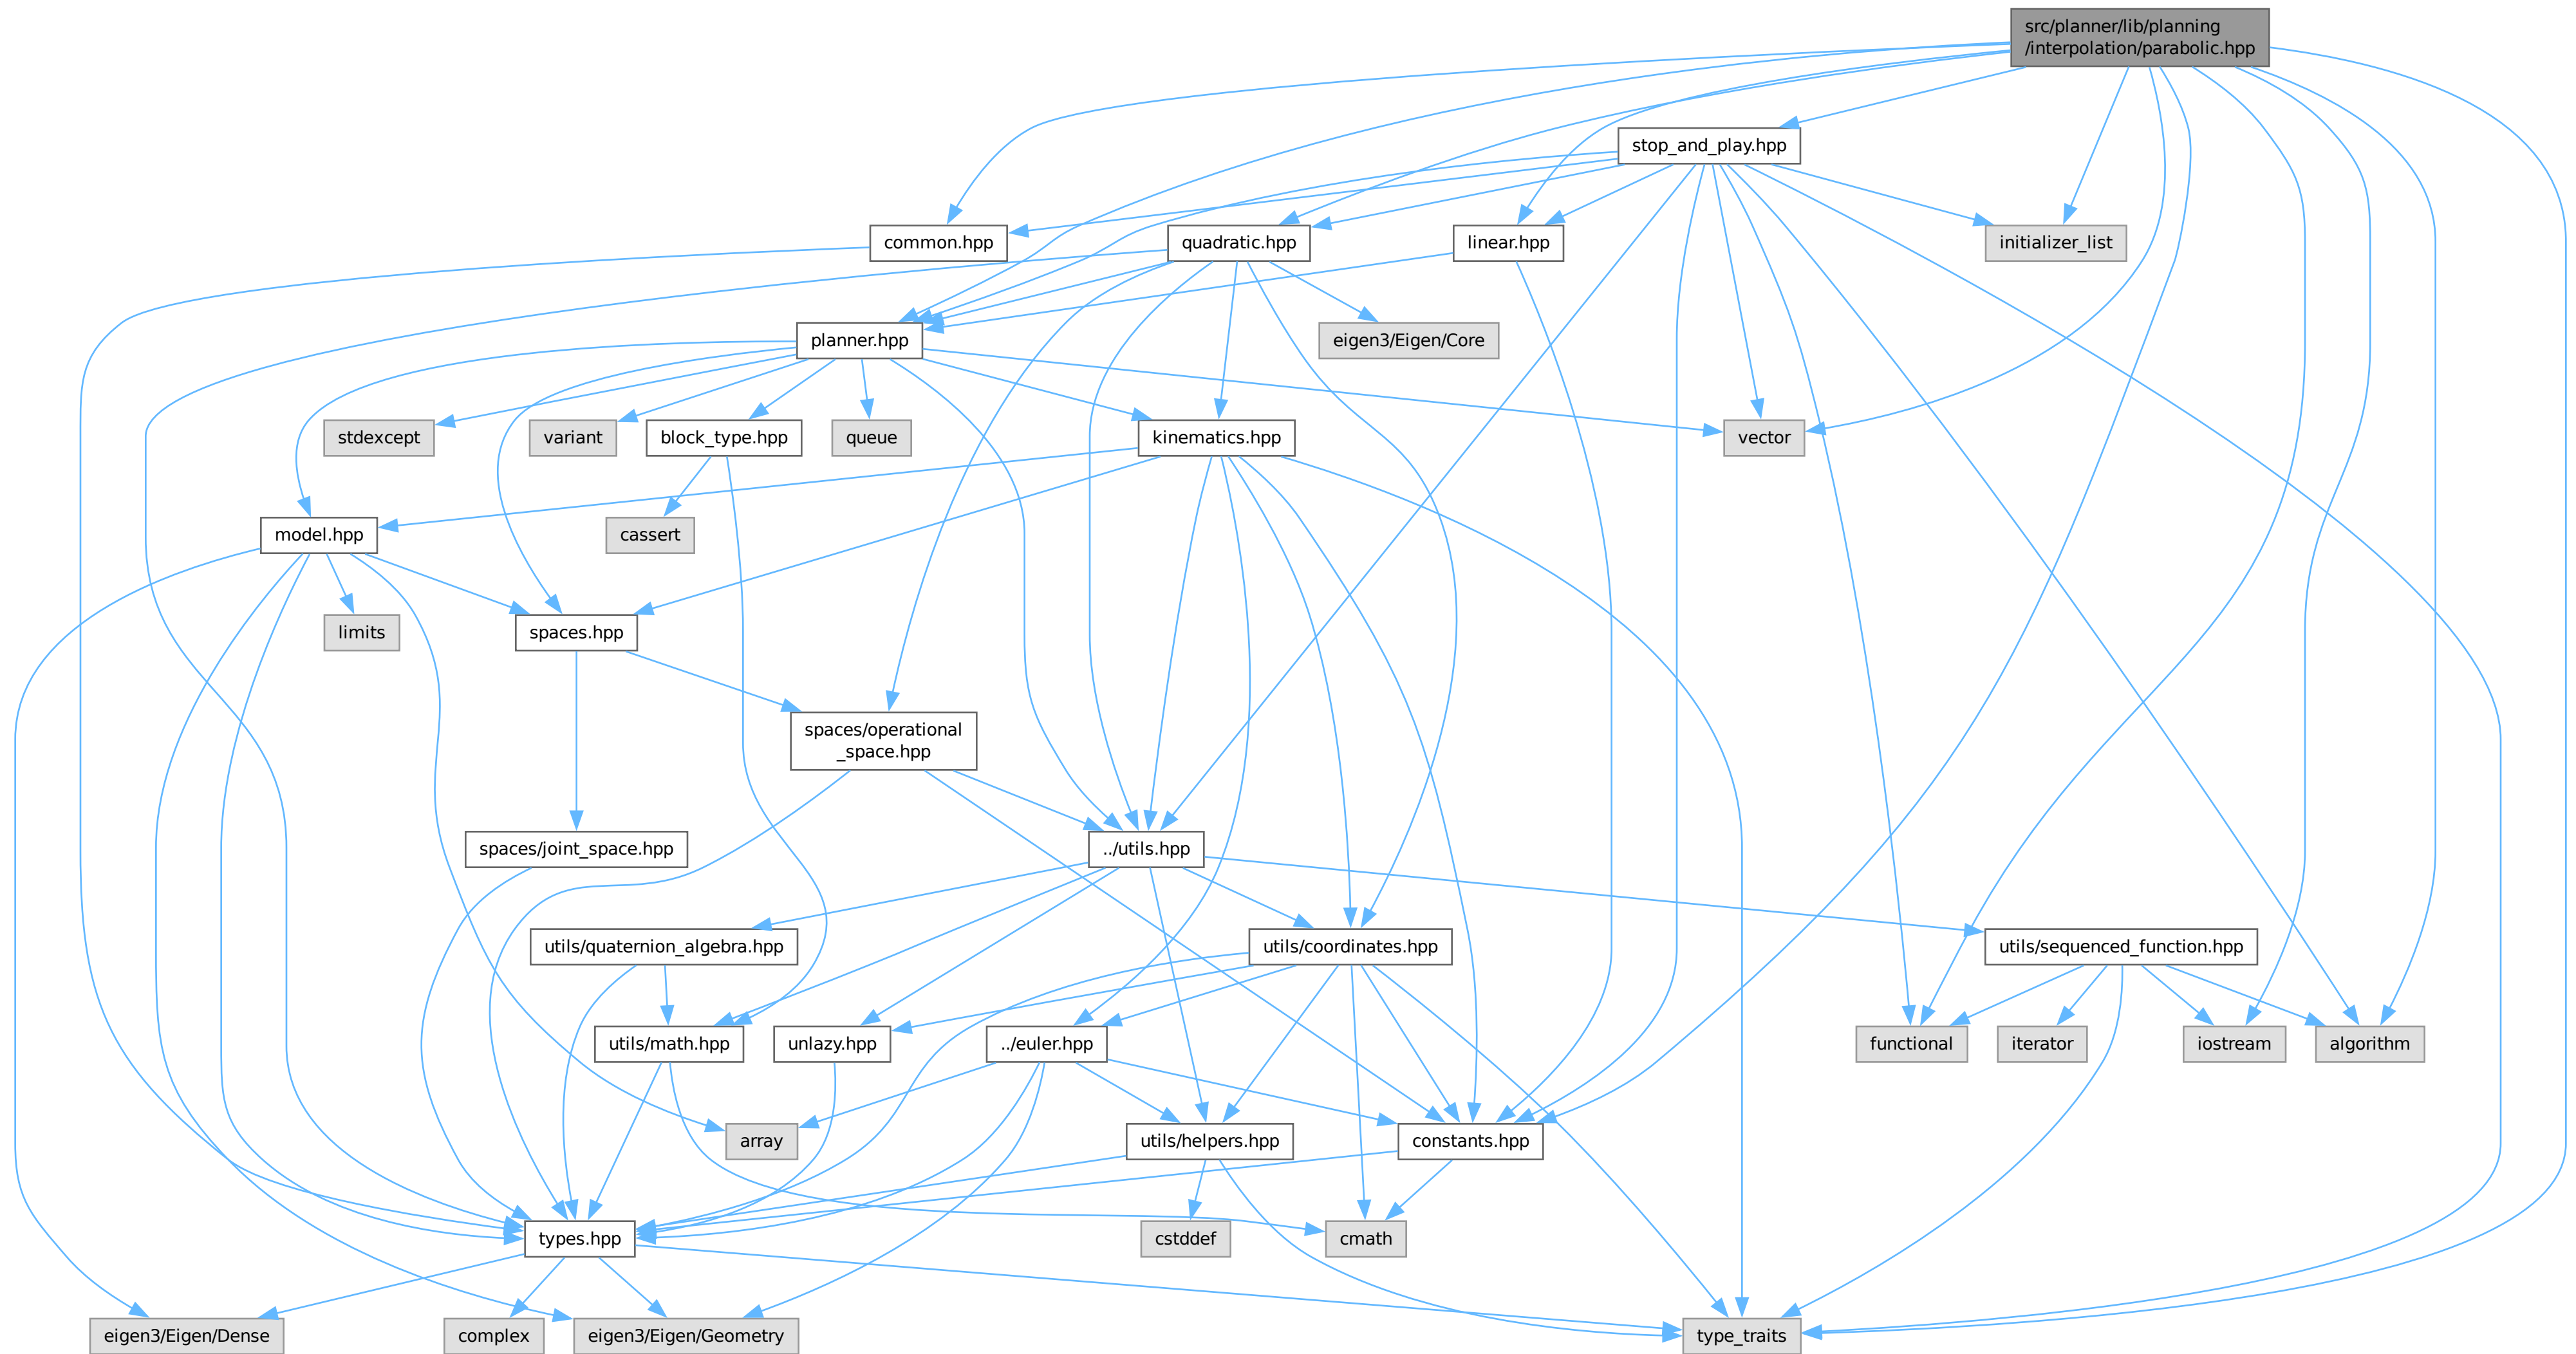 src/planner/lib/planning
/interpolation/parabolic.hpp
stop_and_play.hpp
common.hpp
quadratic.hpp
linear.hpp
initializer_list
planner.hpp
eigen3/Eigen/Core
stdexcept
variant
block_type.hpp
queue
kinematics.hpp
vector
model.hpp
cassert
limits
spaces.hpp
spaces/operational
_space.hpp
spaces/joint_space.hpp
../utils.hpp
utils/quaternion_algebra.hpp
utils/coordinates.hpp
utils/sequenced_function.hpp
utils/math.hpp
unlazy.hpp
../euler.hpp
functional
iterator
iostream
algorithm
array
utils/helpers.hpp
constants.hpp
types.hpp
cstddef
cmath
eigen3/Eigen/Dense
complex
eigen3/Eigen/Geometry
type_traits